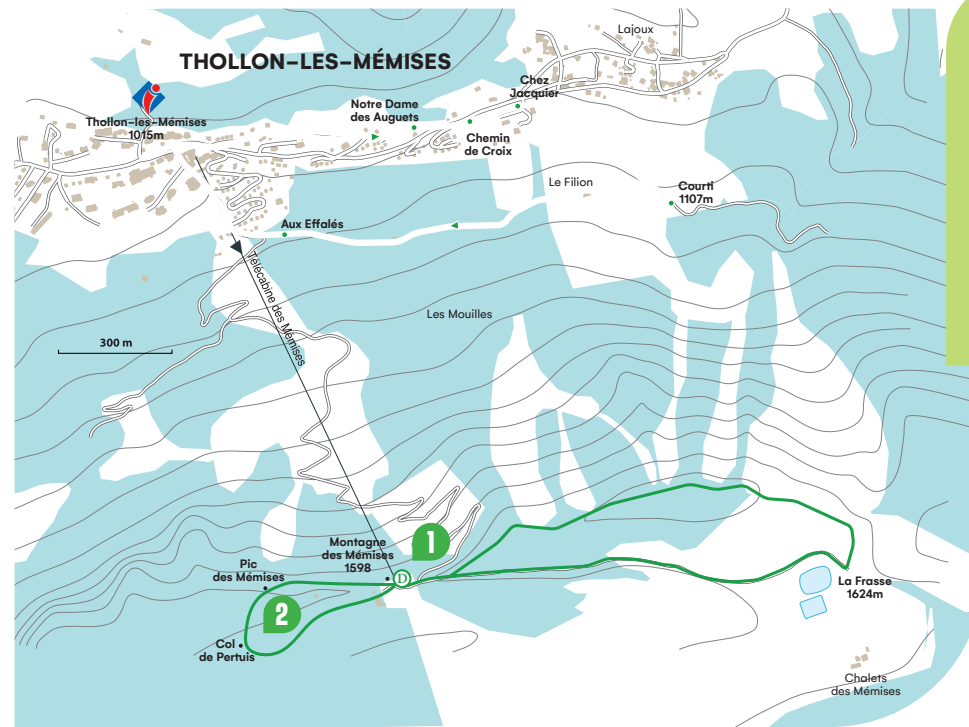 Lajoux
THOLLON-LES-MÉMISES
Chez
Jacquier
Notre Dame
des Auguets
Thollon-les-Mémises
1015m
Chemin
de Croix
Le Filion
Courti
1107m
Aux Effalés
Télécabine des Mémises
Les Mouilles
300 m
1
Montagne
des Mémises
1598
D
Pic
des Mémises
2
La Frasse
1624m
Col
de Pertuis
Chalets
des Mémises